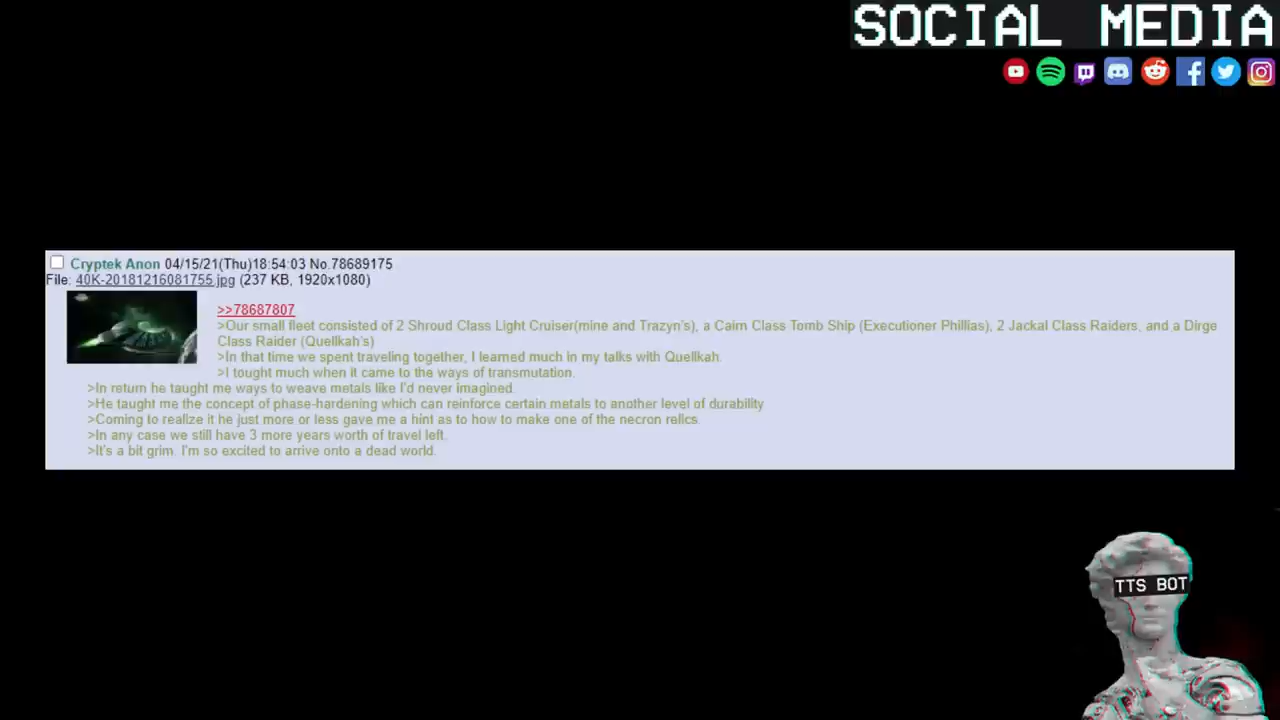 SOCIAL MEDIA
Cryptek Anon 04/15/21(Thu)18:54:03 No.78689175
File: 40K-20181216081755.jpg (237 KB, 1920x1080)
>>78687807
>Our small fleet consisted of 2 Shroud Class Light Cruiser(mine and Trazyn's), a Cairn Class Tomb Ship (Executioner Phillias), 2 Jackal Class Raiders, and a Dirge
Class Raider (Quellkah's)
>In that time we spent traveling together, I learned much in my talks with Quellkah.
>I tought much when it came to the ways of transmutation.
>In return he taught me ways to weave metals like I'd never imagined.
>He taught me the concept of phase-hardening which can reinforce certain metals to another level of durability
>Coming to realize it he just more or less gave me a hint as to how to make one of the necron relics.
>In any case we still have 3 more years worth of travel left.
>It's a bit grim. I'm so excited to arrive onto a dead world.
TTS BOT